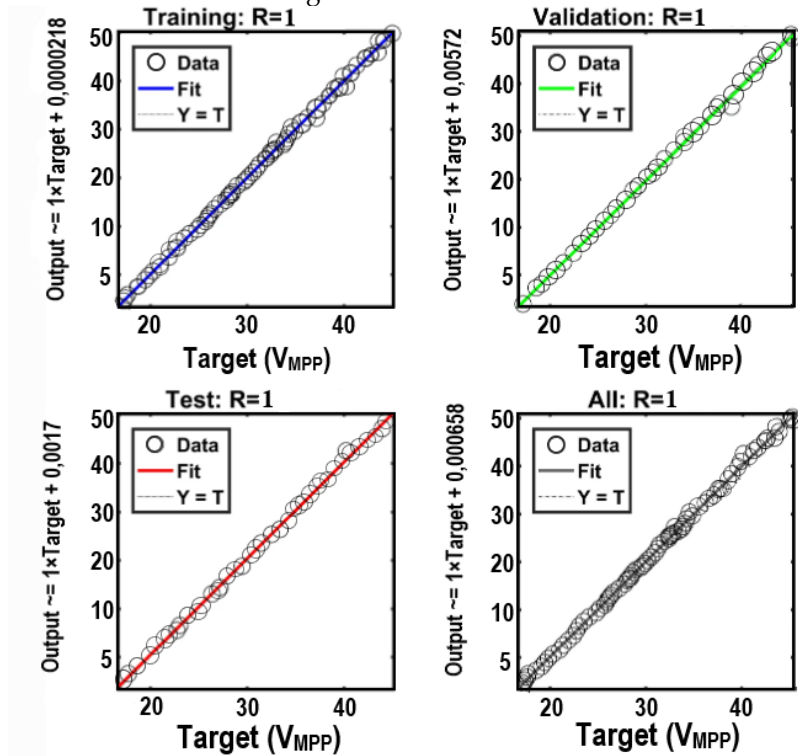 Training: R=1
Output ~= 1×Target + 0,0000218
50
40
30
20
10
5
Data
Fit
Y = T
20 30 40
Target (VMPP)
Validation: R=1
Output ~= 1×Target + 0,00572
50
40
30
20
10
5
Data
Fit
Y = T
20 30 40
Target (VMPP)
Test: R=1
Output ~= 1×Target + 0,0017
50
40
30
20
10
5
Data
Fit
Y = T
20 30 40
Target (VMPP)
All: R=1
Output ~= 1×Target + 0,000658
50
40
30
20
10
5
Data
Fit
Y = T
20 30 40
Target (VMPP)